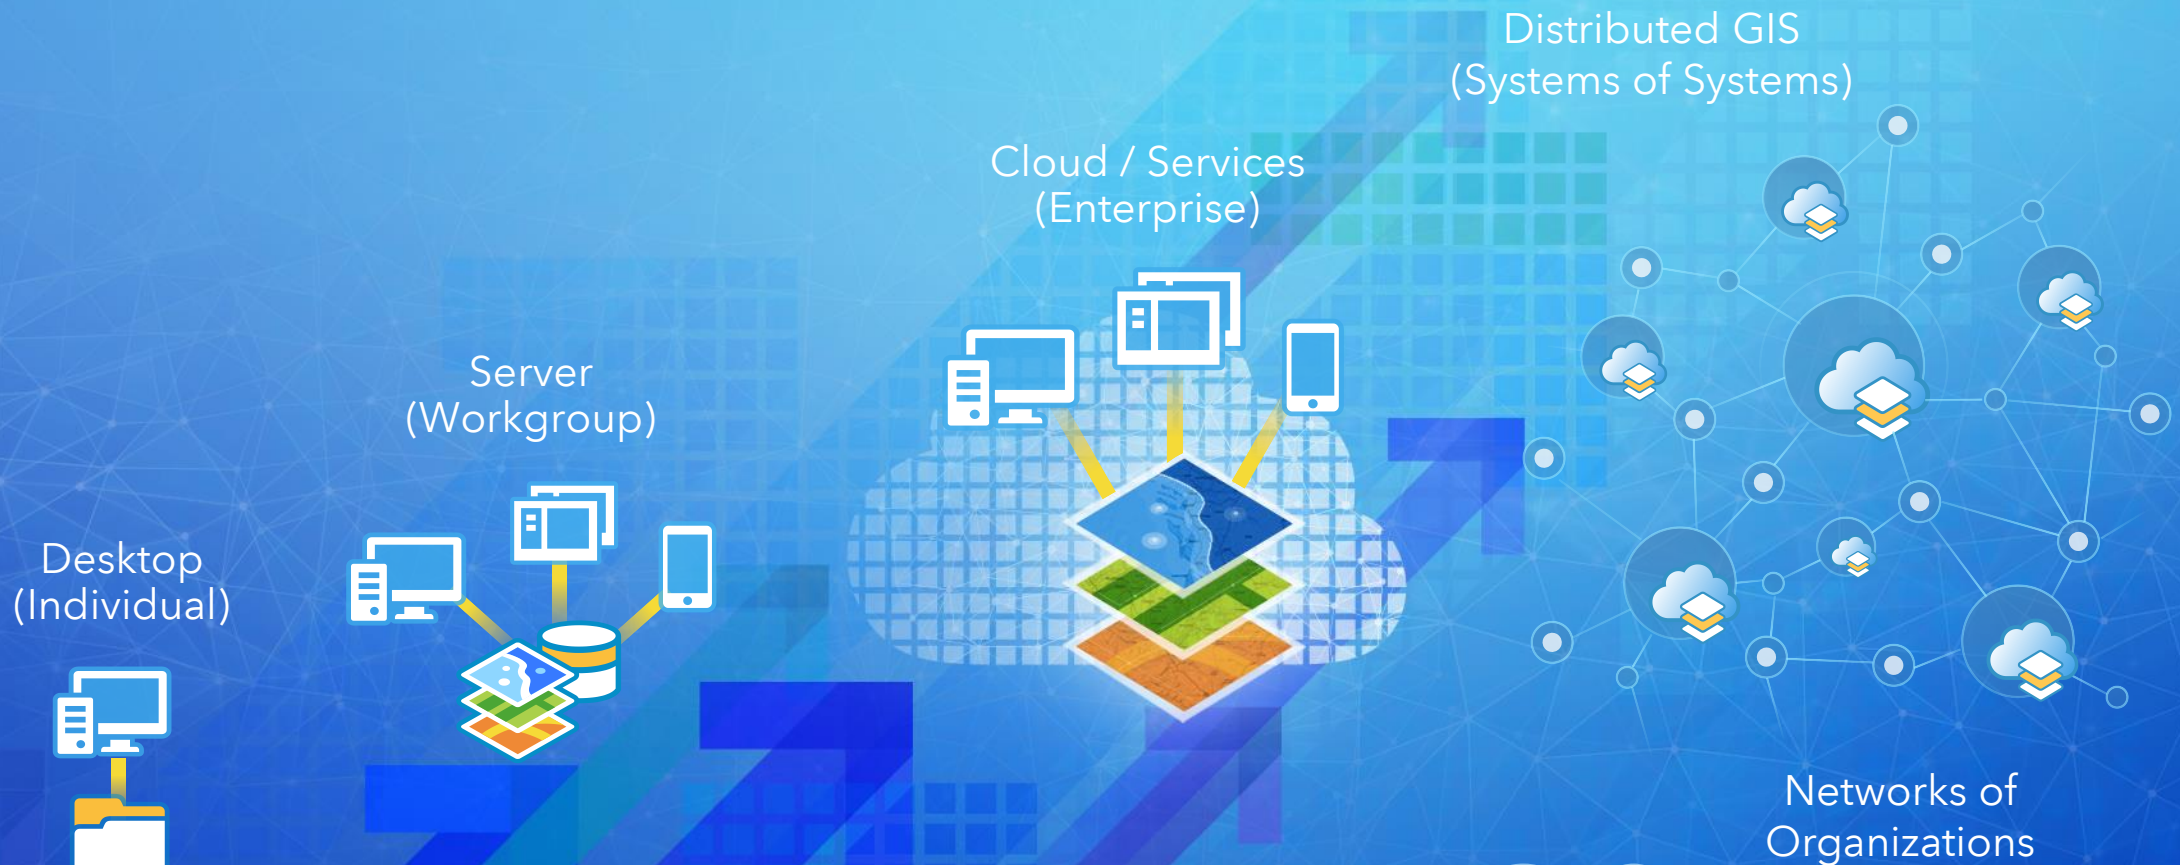 Distributed GIS
(Systems of Systems)
Cloud / Services
(Enterprise)
Server
(Workgroup)
Desktop
(Individual)
Networks of
Organizations